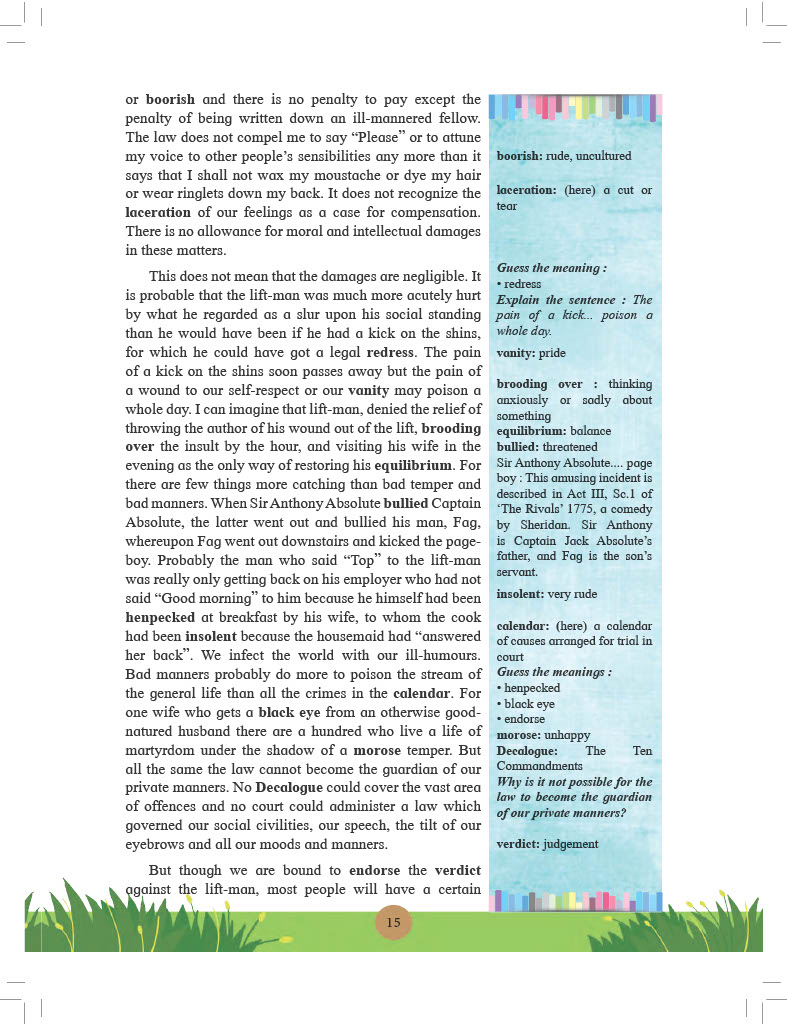 or boorish and there is no penalty to pay except the
penalty of being written down an ill-mannered fellow.
The law does not compel me to say “Please” or to attune
my voice to other people’s sensibilities any more than it
says that I shall not wax my moustache or dye my hair
or wear ringlets down my back. It does not recognize the
laceration of our feelings as a case for compensation.
There is no allowance for moral and intellectual damages
in these matters.
This does not mean that the damages are negligible. It
is probable that the lift-man was much more acutely hurt
by what he regarded as a slur upon his social standing
than he would have been if he had a kick on the shins,
for which he could have got a legal redress. The pain
of a kick on the shins soon passes away but the pain of
a wound to our self-respect or our vanity may poison a
whole day. I can imagine that lift-man, denied the relief of
throwing the author of his wound out of the lift, brooding
over the insult by the hour, and visiting his wife in the
evening as the only way of restoring his equilibrium. For
there are few things more catching than bad temper and
bad manners. When Sir Anthony Absolute bullied Captain
Absolute, the latter went out and bullied his man, Fag,
whereupon Fag went out downstairs and kicked the page-
boy. Probably the man who said “Top” to the lift-man
was really only getting back on his employer who had not
said “Good morning” to him because he himself had been
henpecked at breakfast by his wife, to whom the cook
had been insolent because the housemaid had “answered
her back”. We infect the world with our ill-humours.
Bad manners probably do more to poison the stream of
the general life than all the crimes in the calendar. For
one wife who gets a black eye from an otherwise good-
natured husband there are a hundred who live a life of
martyrdom under the shadow of a morose temper. But
all the same the law cannot become the guardian of our
private manners. No Decalogue could cover the vast area
of offences and no court could administer a law which
governed our social civilities, our speech, the tilt of our
eyebrows and all our moods and manners.
But though we are bound to endorse the verdict
against the lift-man, most people will have a certain
boorish: rude, uncultured
laceration: (here) a cut or
tear
Guess the meaning :
• redress
Explain the sentence : The
pain of a kick... poison a
whole day.
vanity: pride
brooding over : thinking
anxiously or sadly about
something
equilibrium: balance
bullied: threatened
Sir Anthony Absolute.... page
boy : This amusing incident is
described in Act III, Sc.1 of
‘The Rivals’ 1775, a comedy
by Sheridan. Sir Anthony
is Captain Jack Absolute’s
father, and Fag is the son’s
servant.
insolent: very rude
calendar: (here) a calendar
of causes arranged for trial in
court
Guess the meanings :
• henpecked
• black eye
• endorse
morose: unhappy
Decalogue: The Ten
Commandments
Why is it not possible for the
law to become the guardian
of our private manners?
verdict: judgement
15